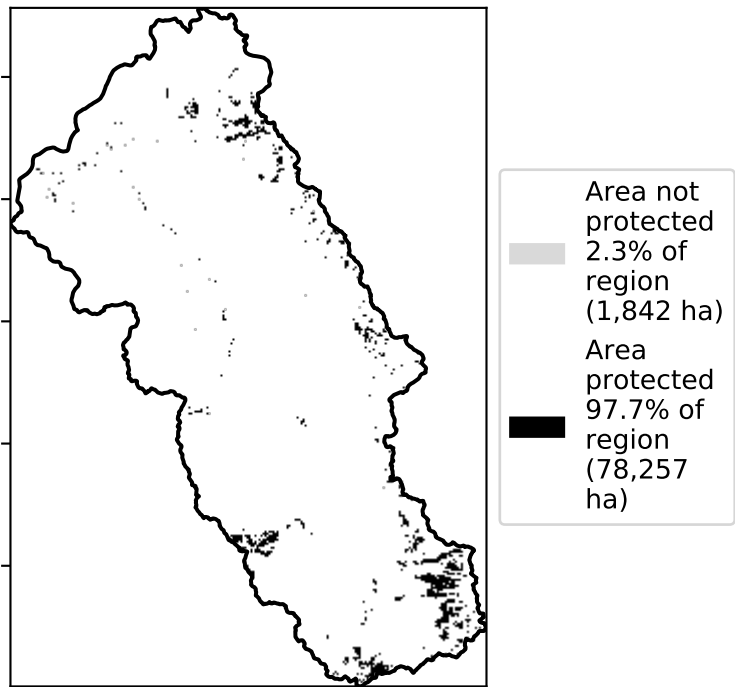 Area not
protected
2.3% of
region
(1,842 ha)
Area
protected
97.7% of
region
(78,257
ha)